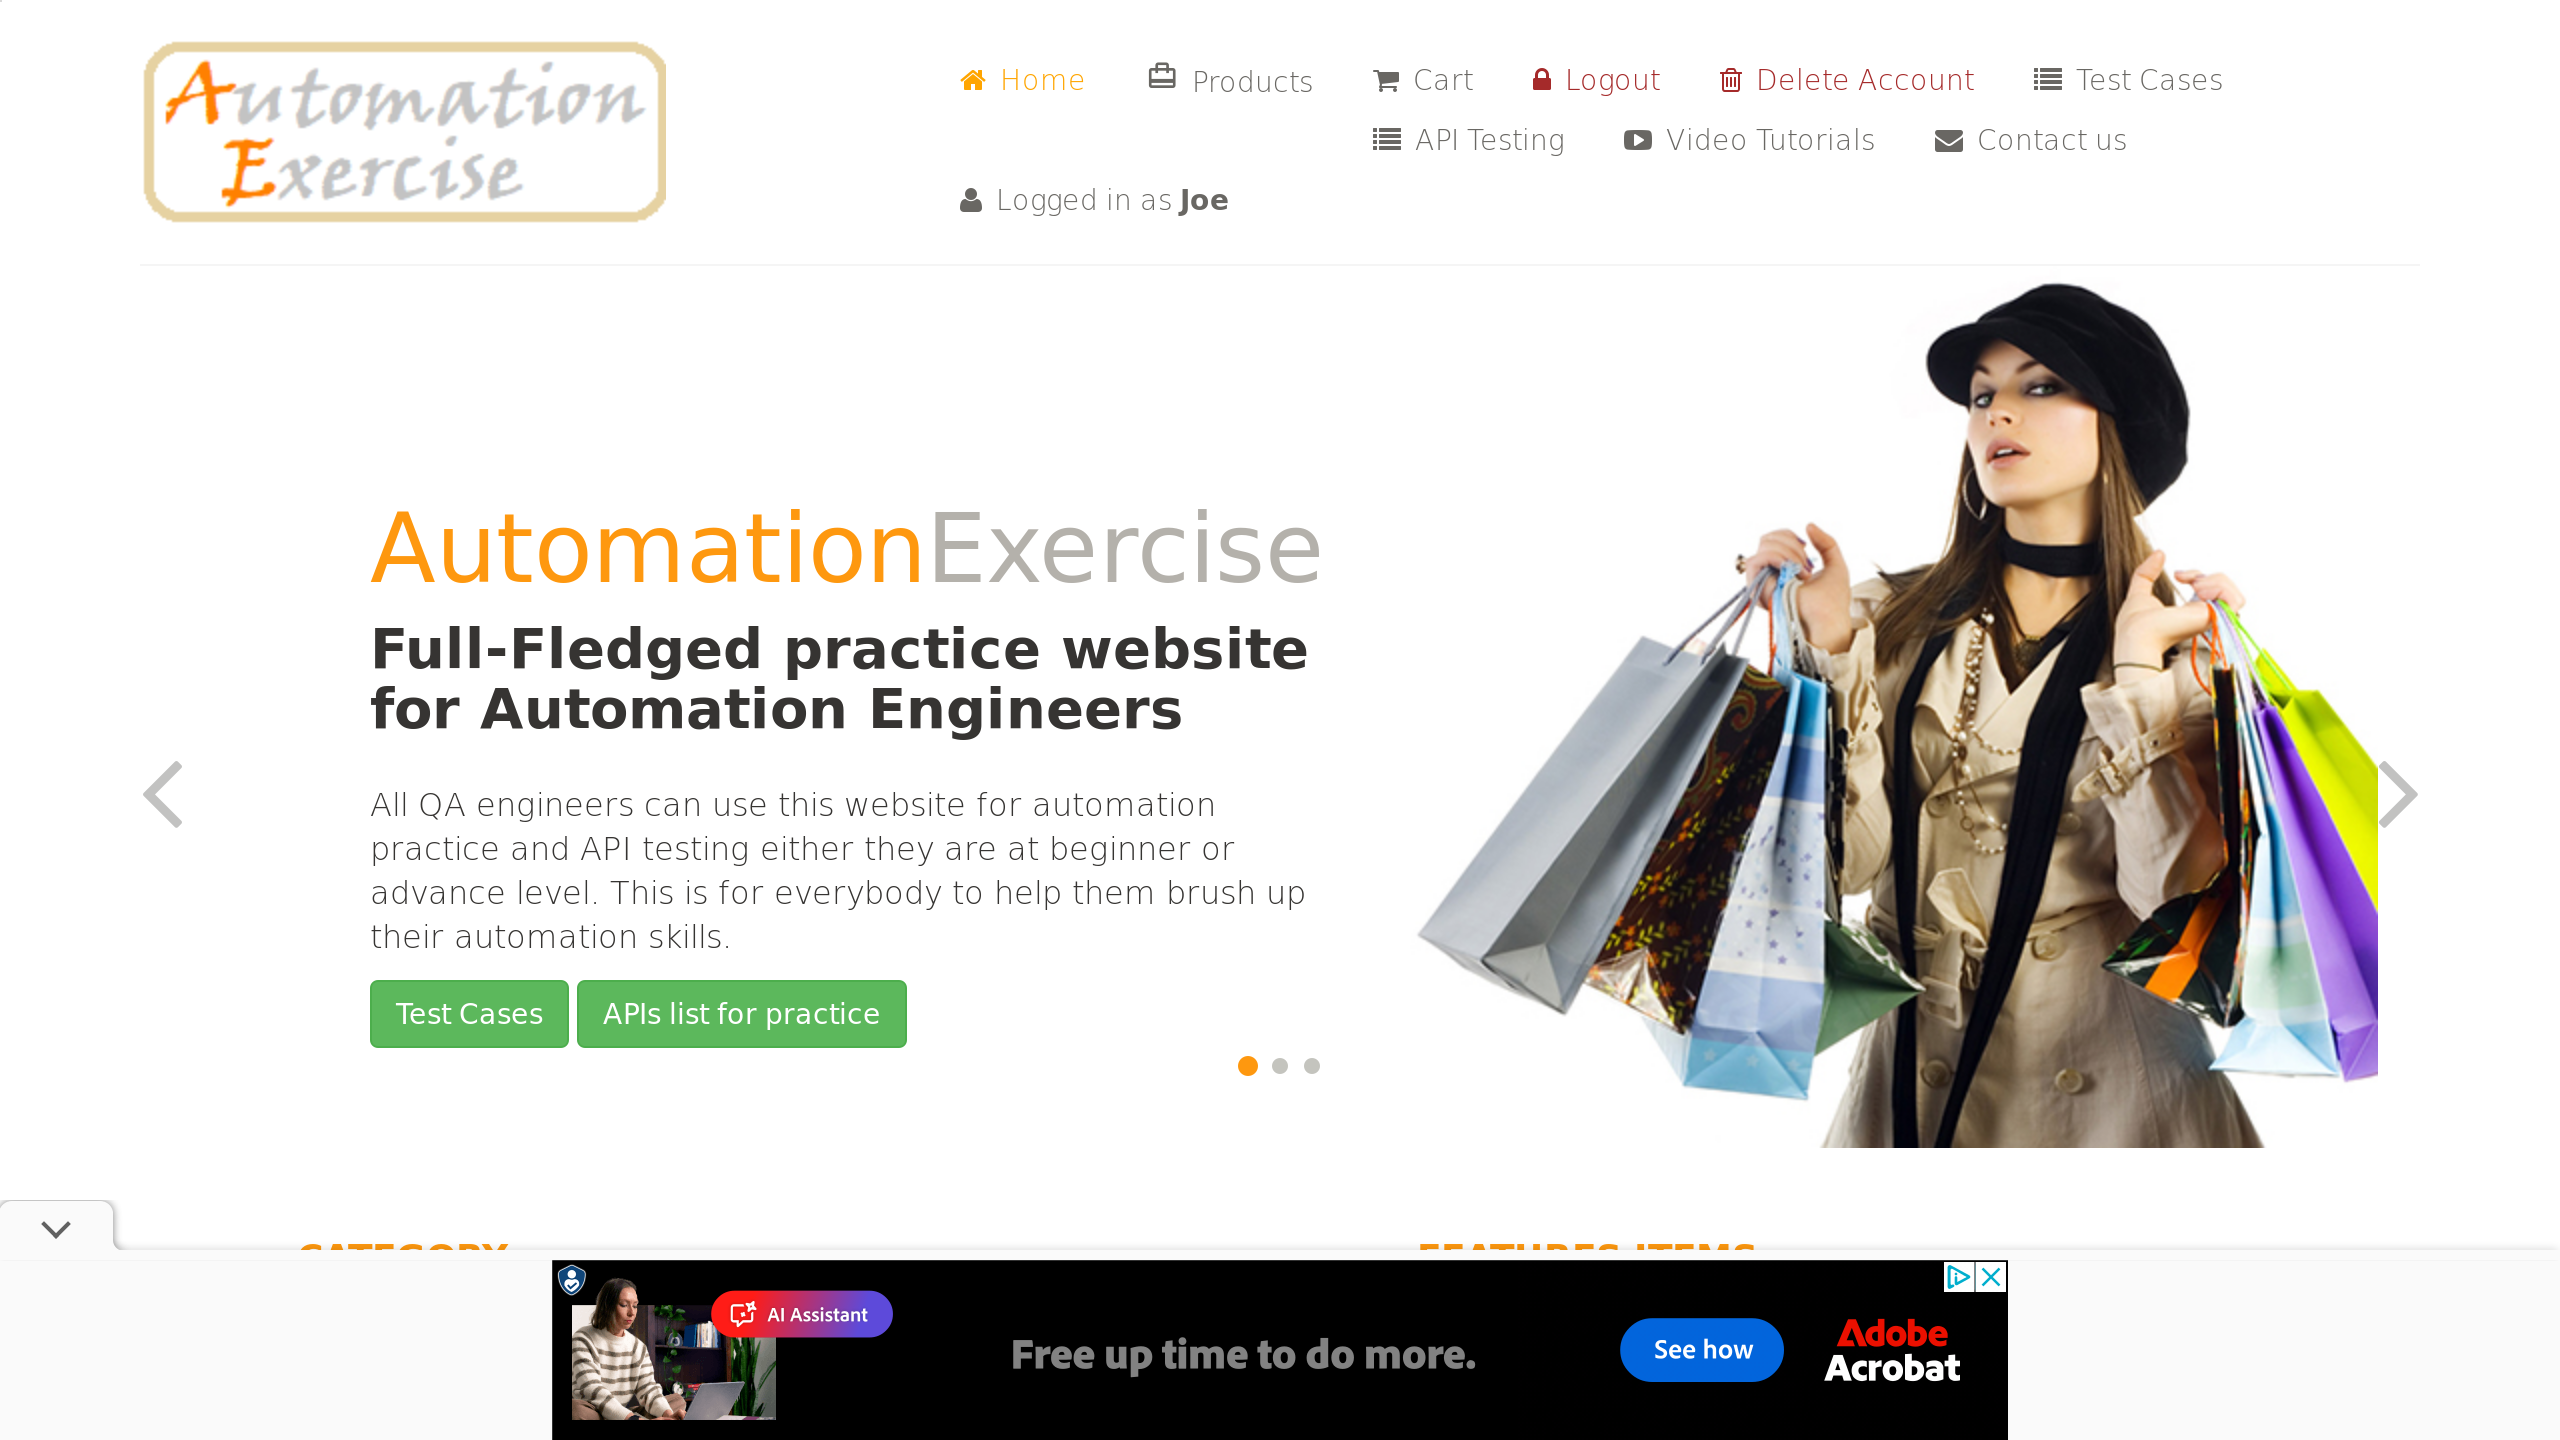 Automation
Exercise
Home
Products
Cart
Logout
Delete Account
Test Cases
API Testing
Video Tutorials
Contact us
Logged in as Joe
AutomationExercise
Full-Fledged practice website
for Automation Engineers
All QA engineers can use this website for automation
practice and API testing either they are at beginner or
advance level. This is for everybody to help them brush up
their automation skills.
Test Cases
APIs list for practice
CATEGORY
FEATURES ITEMS
AI Assistant
Free up time to do more.
See how
Adobe
Acrobat